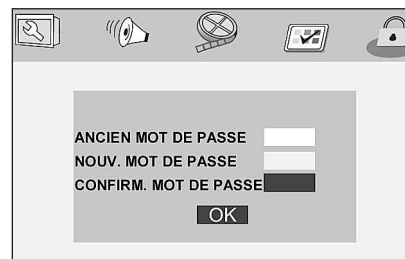 ANCIEN MOT DE PASSE
NOUV. MOT DE PASSE
CONFIRM. MOT DE PASSE
OK